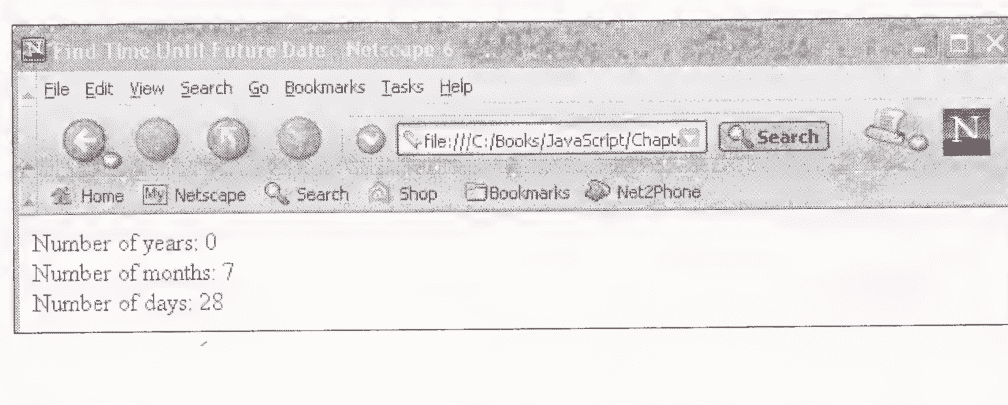 N Find Time Until Future Date - Netscape 6
File Edit View Search Go Bookmarks Tasks Help
file:///C:/Books/JavaScript/Chapte Search N
Home My Netscape Search Shop Bookmarks Net2Phone
Number of years: 0
Number of months: 7
Number of days: 28